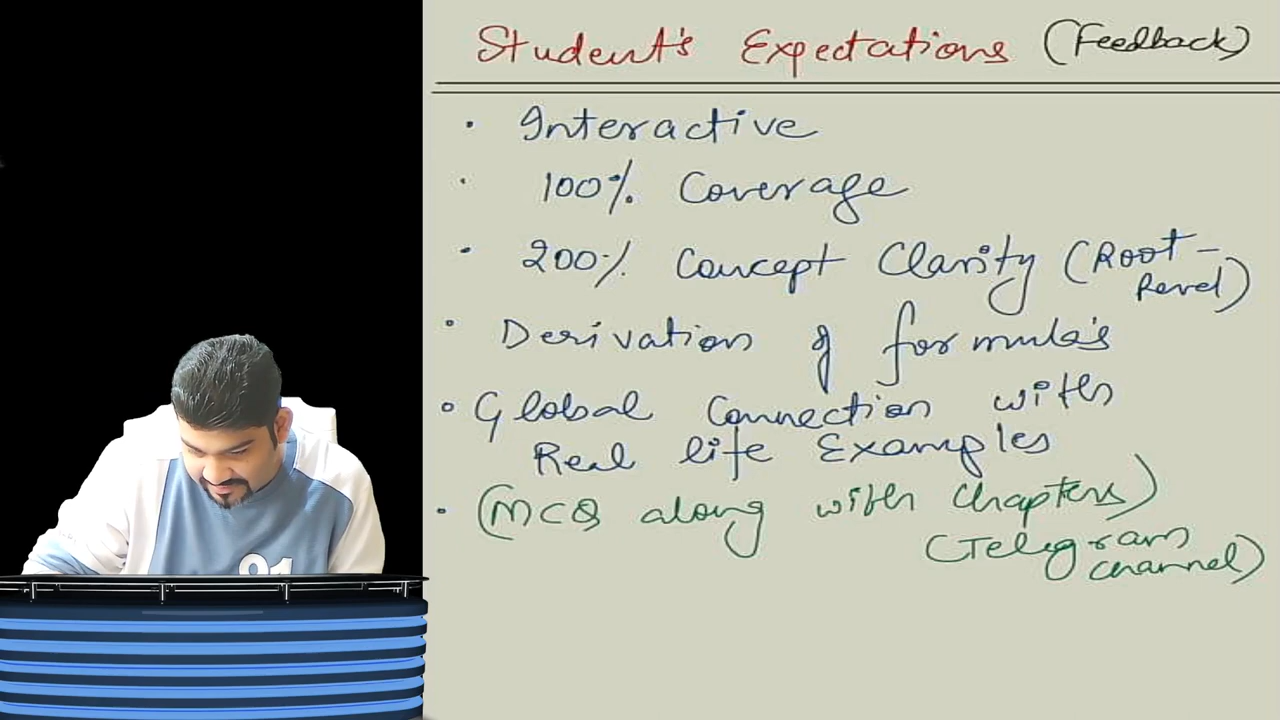 Student's Expectations (Feedback)
• Interactive
• 100% Coverage
• 200% Concept Clarity (Root-
level)
• Derivation of formula's
• Global Connection with
Real life Examples
• (MCQ along with Chapters)
(Telegram
channel)
91